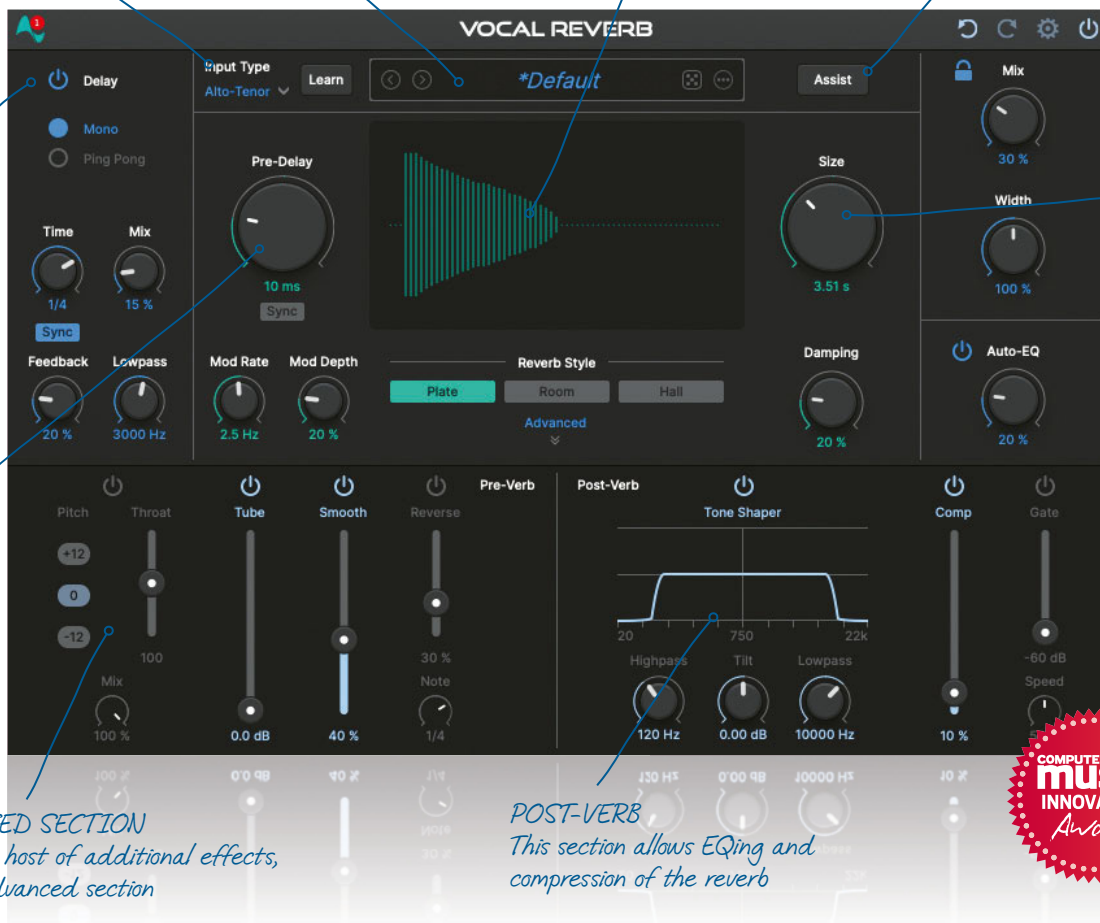 1
VOCAL REVERB
Delay
Mono
Ping Pong
Time
Mix
1/4
15 %
Sync
Feedback
Lowpass
20 %
3000 Hz
Input Type
Alto-Tenor
Learn
*Default
Assist
Pre-Delay
10 ms
Sync
Size
3.51 s
Mod Rate
Mod Depth
2.5 Hz
20 %
Reverb Style
Plate
Room
Hall
Advanced
Damping
20 %
Mix
30 %
Width
100 %
Auto-EQ
20 %
Pitch
Throat
+12
0
-12
100
Mix
100 %
Tube
0.0 dB
Smooth
40 %
Reverse
30 %
Note
1/4
Pre-Verb
Post-Verb
Tone Shaper
20
750
22k
Highpass
Tilt
Lowpass
120 Hz
0.00 dB
10000 Hz
Comp
10 %
Gate
-60 dB
Speed
SECTION
host of additional effects,
section
POST-VERB
This section allows EQing and
compression of the reverb
COMPUTE
mus
INNOVA